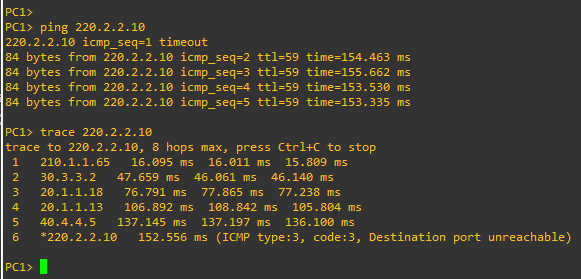 PC1>
PC1> ping 220.2.2.10
220.2.2.10 icmp_seq=1 timeout
84 bytes from 220.2.2.10 icmp_seq=2 ttl=59 time=154.463 ms
84 bytes from 220.2.2.10 icmp_seq=3 ttl=59 time=155.662 ms
84 bytes from 220.2.2.10 icmp_seq=4 ttl=59 time=153.530 ms
84 bytes from 220.2.2.10 icmp_seq=5 ttl=59 time=153.335 ms
PC1> trace 220.2.2.10
trace to 220.2.2.10, 8 hops max, press Ctrl+C to stop
1 210.1.1.65 16.095 ms 16.011 ms 15.809 ms
2 30.3.3.2 47.659 ms 46.061 ms 46.140 ms
3 20.1.1.18 76.791 ms 77.865 ms 77.238 ms
4 20.1.1.13 106.892 ms 108.842 ms 105.804 ms
5 40.4.4.5 137.145 ms 137.197 ms 136.100 ms
6 *220.2.2.10 152.556 ms (ICMP type:3, code:3, Destination port unreachable)
PC1>